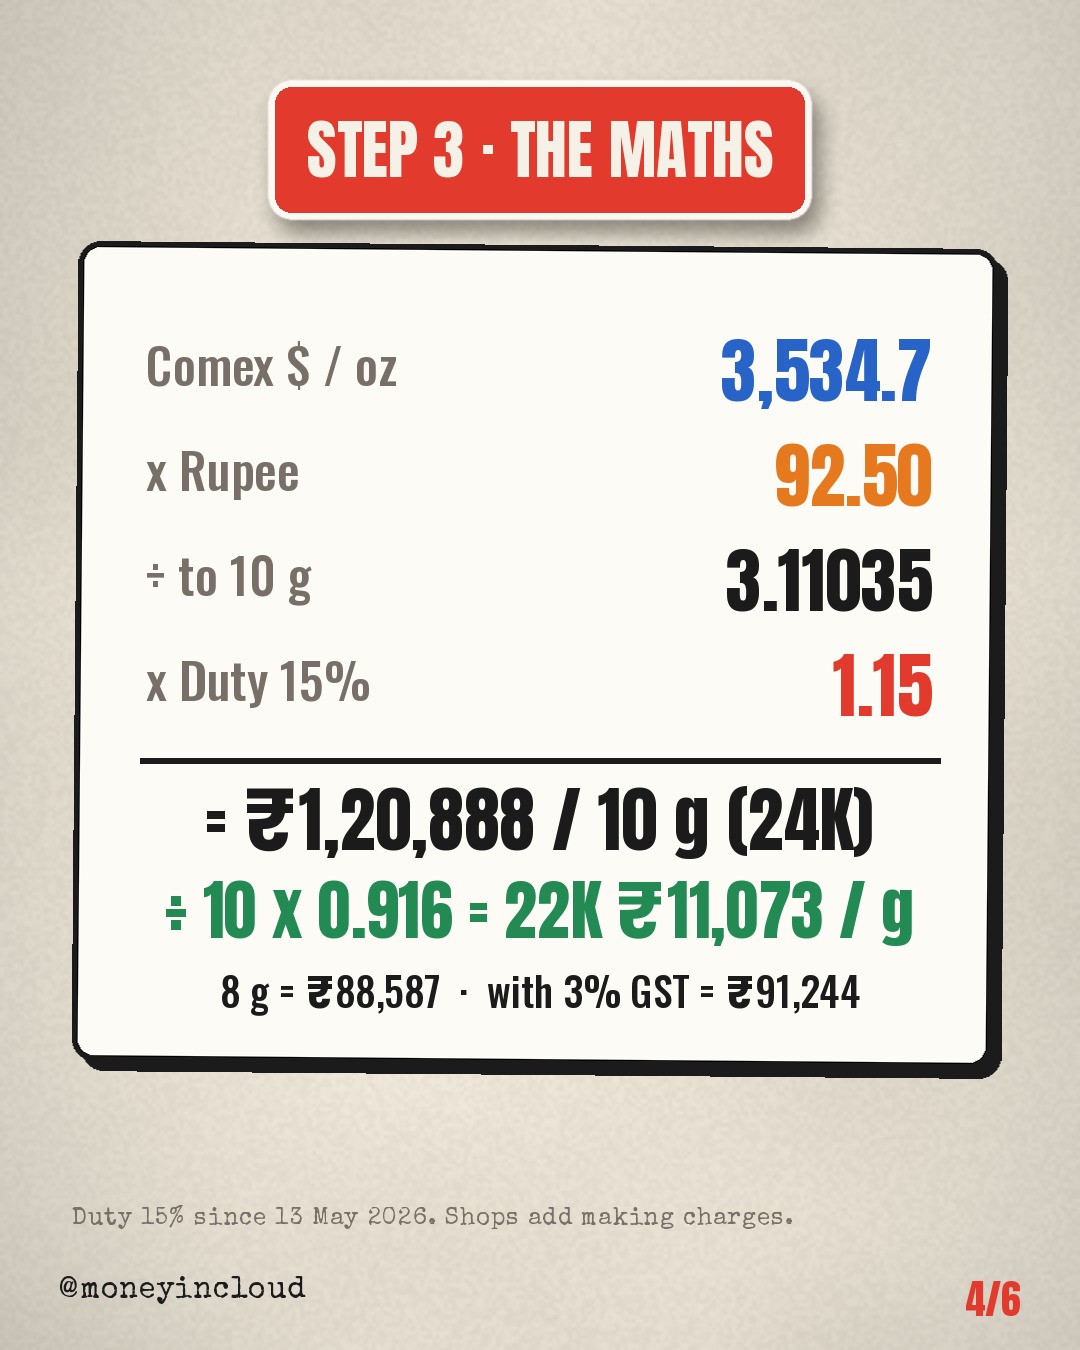 STEP 3 · THE MATHS
Comex $ / oz 3,534.7
x Rupee 92.50
÷ to 10 g 3.11035
x Duty 15% 1.15
= ₹1,20,888 / 10 g (24K)
÷ 10 x 0.916 = 22K ₹11,073 / g
8 g = ₹88,587 · with 3% GST = ₹91,244
Duty 15% since 13 May 2026. Shops add making charges.
@moneyincloud
4/6